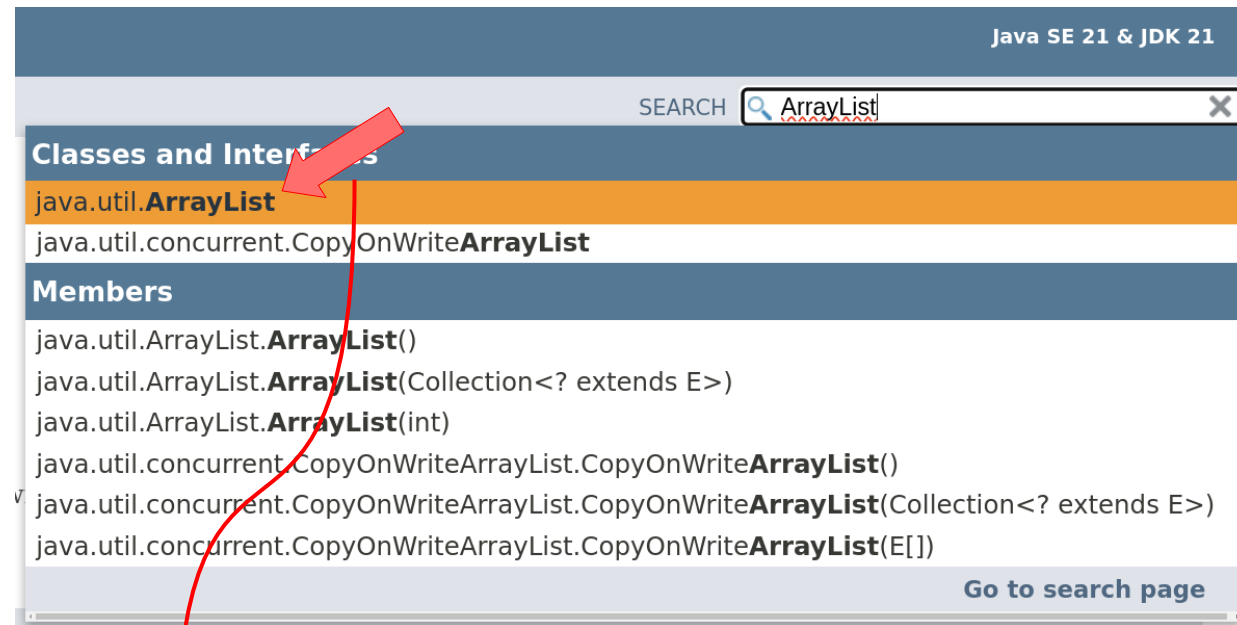 Java SE 21 & JDK 21
SEARCH ArrayList
Classes and Interfaces
java.util.ArrayList
java.util.concurrent.CopyOnWriteArrayList
Members
java.util.ArrayList.ArrayList()
java.util.ArrayList.ArrayList(Collection<? extends E>)
java.util.ArrayList.ArrayList(int)
java.util.concurrent.CopyOnWriteArrayList.CopyOnWriteArrayList()
java.util.concurrent.CopyOnWriteArrayList.CopyOnWriteArrayList(Collection<? extends E>)
java.util.concurrent.CopyOnWriteArrayList.CopyOnWriteArrayList(E[])
Go to search page